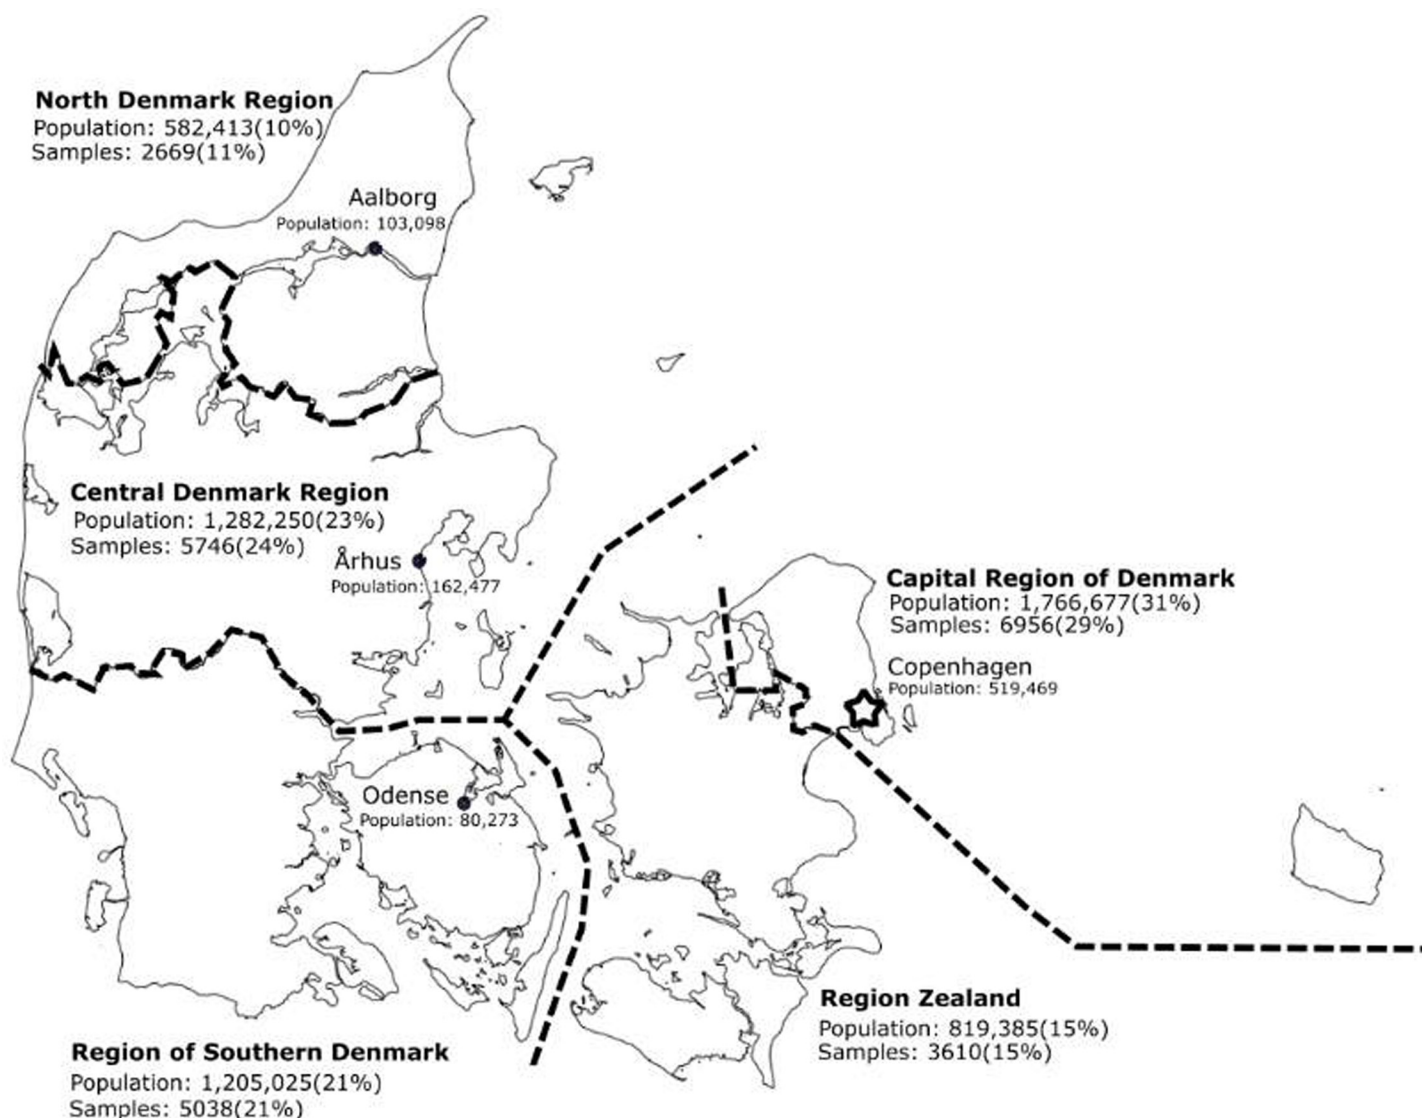 North Denmark Region
Population: 582,413(10%)
Samples: 2669(11%)
Aalborg
Population: 103,098
Central Denmark Region
Population: 1,282,250(23%)
Samples: 5746(24%)
Århus
Population: 162,477
Capital Region of Denmark
Population: 1,766,677(31%)
Samples: 6956(29%)
Copenhagen
Population: 519,469
Odense
Population: 80,273
Region Zealand
Population: 819,385(15%)
Samples: 3610(15%)
Region of Southern Denmark
Population: 1,205,025(21%)
Samples: 5038(21%)